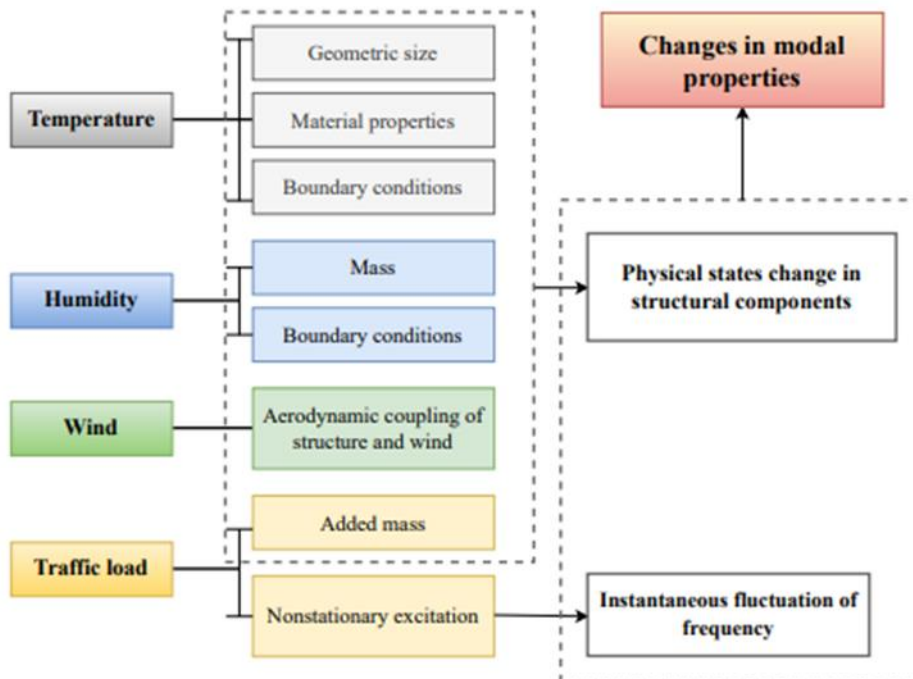 Changes in modal
properties
Temperature
Geometric size
Material properties
Boundary conditions
Humidity
Mass
Boundary conditions
Physical states change in
structural components
Wind
Aerodynamic coupling of
structure and wind
Traffic load
Added mass
Nonstationary excitation
Instantaneous fluctuation of
frequency